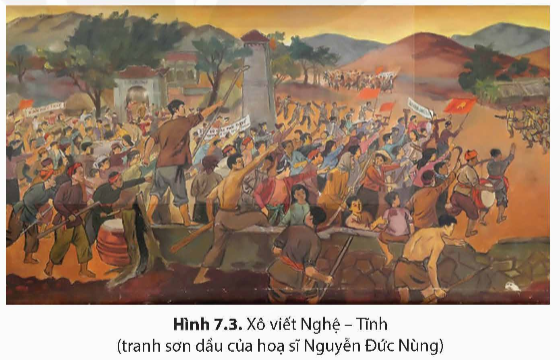 Hình 7.3. Xô viết Nghệ – Tĩnh
(tranh sơn dầu của hoạ sĩ Nguyễn Đức Nùng)